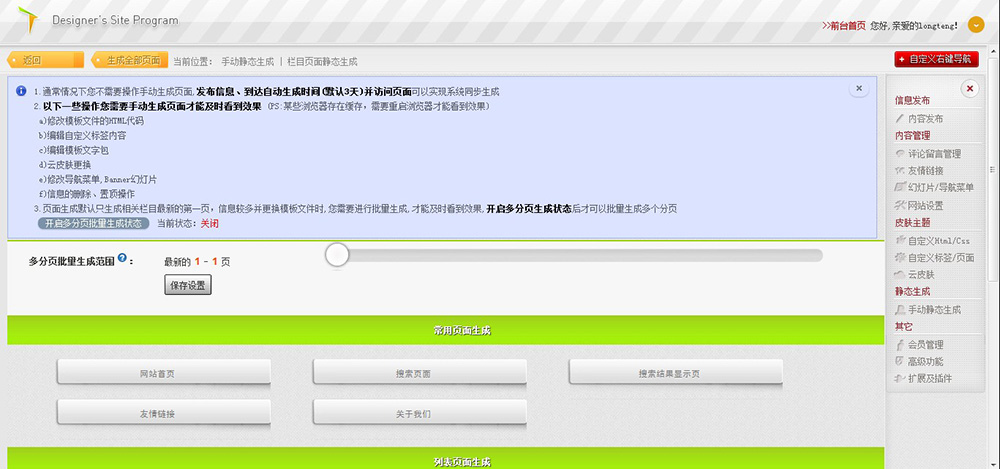 Designer's Site Program
>>前台首页 您好,亲爱的longteng!
返回 生成全部页面 当前位置： 手动静态生成 | 栏目页面静态生成
+ 自定义右键导航
1.通常情况下您不需要操作手动生成页面,发布信息、到达自动生成时间(默认3天)并访问页面可以实现系统同步生成
2.以下一些操作您需要手动生成页面才能及时看到效果 (PS:某些浏览器存在缓存，需要重启浏览器才能看到效果)
a)修改模板文件的HTML代码
b)编辑自定义标签内容
c)编辑模板文字包
d)云皮肤更换
e)修改导航菜单,Banner幻灯片
f)信息的删除、置顶操作
3.页面生成默认只生成相关栏目最新的第一页，信息较多并更换模板文件时,您需要进行批量生成,才能及时看到效果,开启多分页生成状态后才可以批量生成多个分页
开启多分页批量生成状态 当前状态：关闭
多分页批量生成范围 ?： 最新的 1 - 1 页
保存设置
常用页面生成
网站首页 搜索页面 搜索结果显示页
友情链接 关于我们
列表页面生成
信息发布
内容发布
内容管理
评论留言管理
友情链接
幻灯片/导航菜单
网站设置
皮肤主题
自定义Html/Css
自定义标签/页面
云皮肤
静态生成
手动静态生成
其它
会员管理
高级功能
扩展及插件